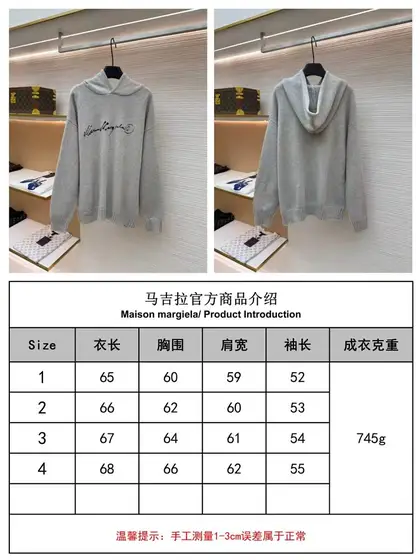 Maison Margiela
马吉拉官方商品介绍
Maison margiela/ Product Introduction
Size 衣长 胸围 肩宽 袖长 成衣克重
1 65 60 59 52
2 66 62 60 53
3 67 64 61 54
4 68 66 62 55
745g
温馨提示：手工测量1-3cm误差属于正常